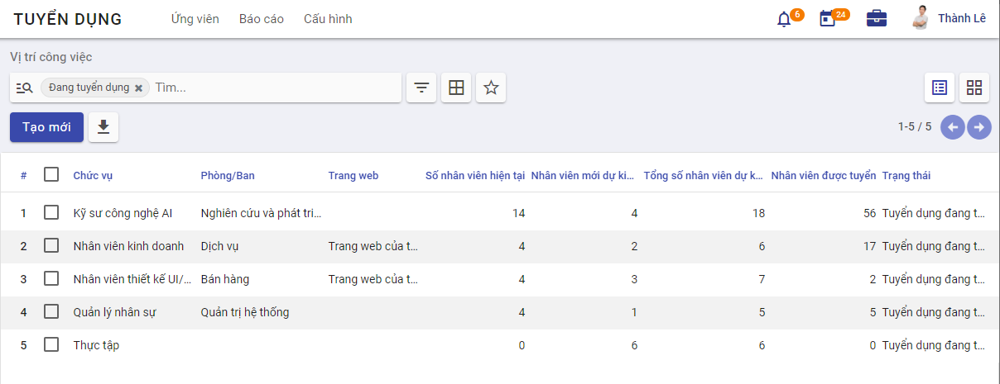 TUYỂN DỤNG Ứng viên Báo cáo Cấu hình 6 24 Thành Lê
Vị trí công việc
Đang tuyển dụng × Tìm...
Tạo mới 1-5 / 5
# Chức vụ Phòng/Ban Trang web Số nhân viên hiện tại Nhân viên mới dự ki... Tổng số nhân viên dự k... Nhân viên được tuyển Trạng thái
1 Kỹ sư công nghệ AI Nghiên cứu và phát tri... 14 4 18 56 Tuyển dụng đang t...
2 Nhân viên kinh doanh Dịch vụ Trang web của t... 4 2 6 17 Tuyển dụng đang t...
3 Nhân viên thiết kế UI/... Bán hàng Trang web của t... 4 3 7 2 Tuyển dụng đang t...
4 Quản lý nhân sự Quản trị hệ thống 4 1 5 5 Tuyển dụng đang t...
5 Thực tập 0 6 6 0 Tuyển dụng đang t...